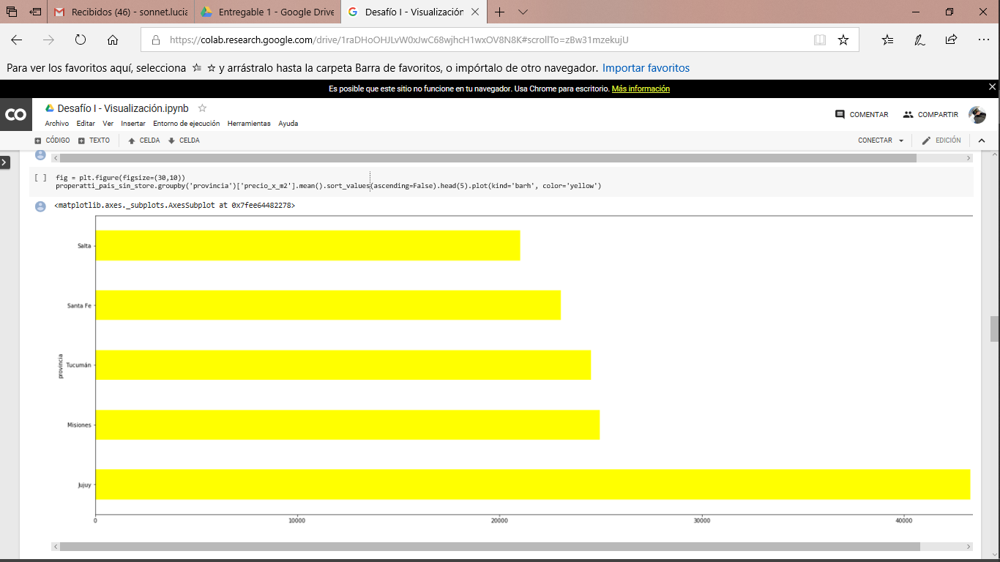 Recibidos (46) - sonnet.lucia
Entregable 1 - Google Drive
Desafío I - Visualización
https://colab.research.google.com/drive/1raDHoOHJLvW0xJwC68wjhcH1wxOV8N8K#scrollTo=zBw31mzekujU
Para ver los favoritos aquí, selecciona y arrástralo hasta la carpeta Barra de favoritos, o impórtalo de otro navegador. Importar favoritos
Es posible que este sitio no funcione en tu navegador. Usa Chrome para escritorio. Más información
CO
Desafío I - Visualización.ipynb
COMENTAR
COMPARTIR
Archivo Editar Ver Insertar Entorno de ejecución Herramientas Ayuda
CÓDIGO TEXTO CELDA CELDA
CONECTAR
EDICIÓN
[ ] fig = plt.figure(figsize=(30,10))
properatti_pais_sin_store.groupby('provincia')['precio_x_m2'].mean().sort_values(ascending=False).head(5).plot(kind='barh', color='yellow')
<matplotlib.axes._subplots.AxesSubplot at 0x7fee64482278>
Salta
Santa Fe
provincia
Tucumán
Misiones
Jujuy
0 10000 20000 30000 40000